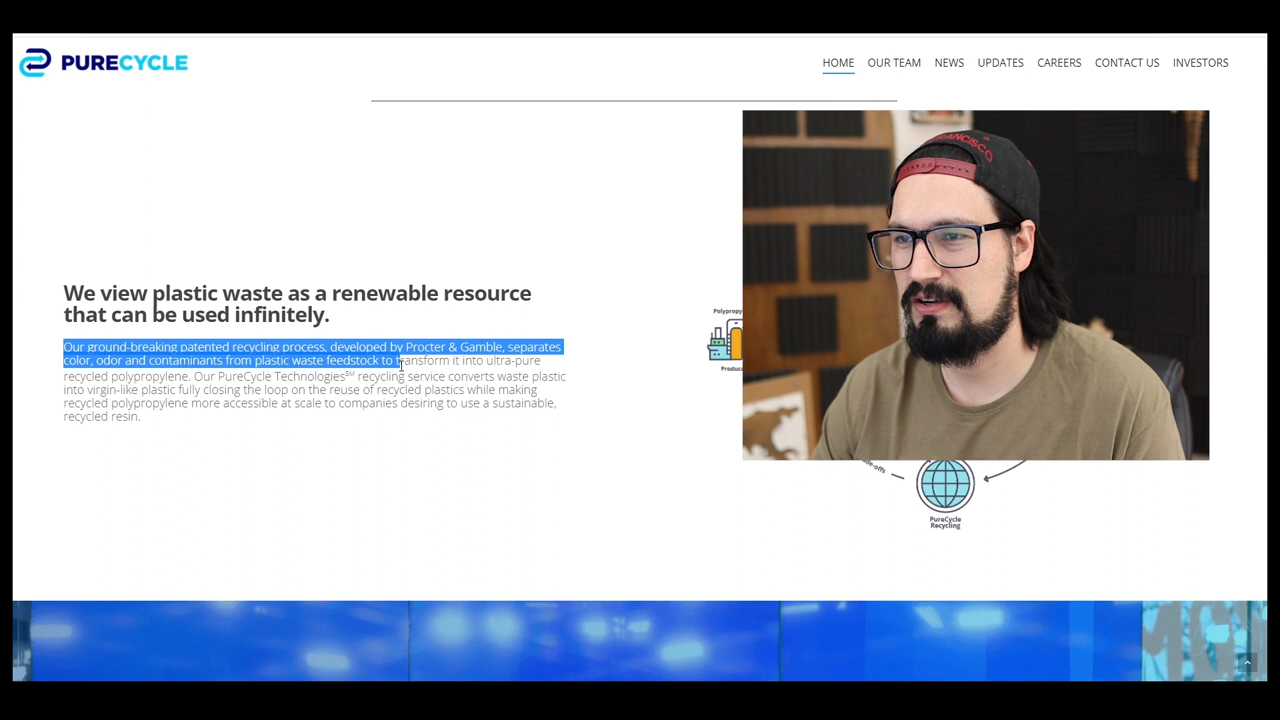 PURECYCLE
HOME OUR TEAM NEWS UPDATES CAREERS CONTACT US INVESTORS
FRANCISCO
We view plastic waste as a renewable resource
that can be used infinitely.
Our ground-breaking patented recycling process, developed by Procter & Gamble, separates
color, odor and contaminants from plastic waste feedstock to transform it into ultra-pure
recycled polypropylene. Our PureCycle Technologies℠ recycling service converts waste plastic
into virgin-like plastic fully closing the loop on the reuse of recycled plastics while making
recycled polypropylene more accessible at scale to companies desiring to use a sustainable,
recycled resin.
PureCycle
Recycling